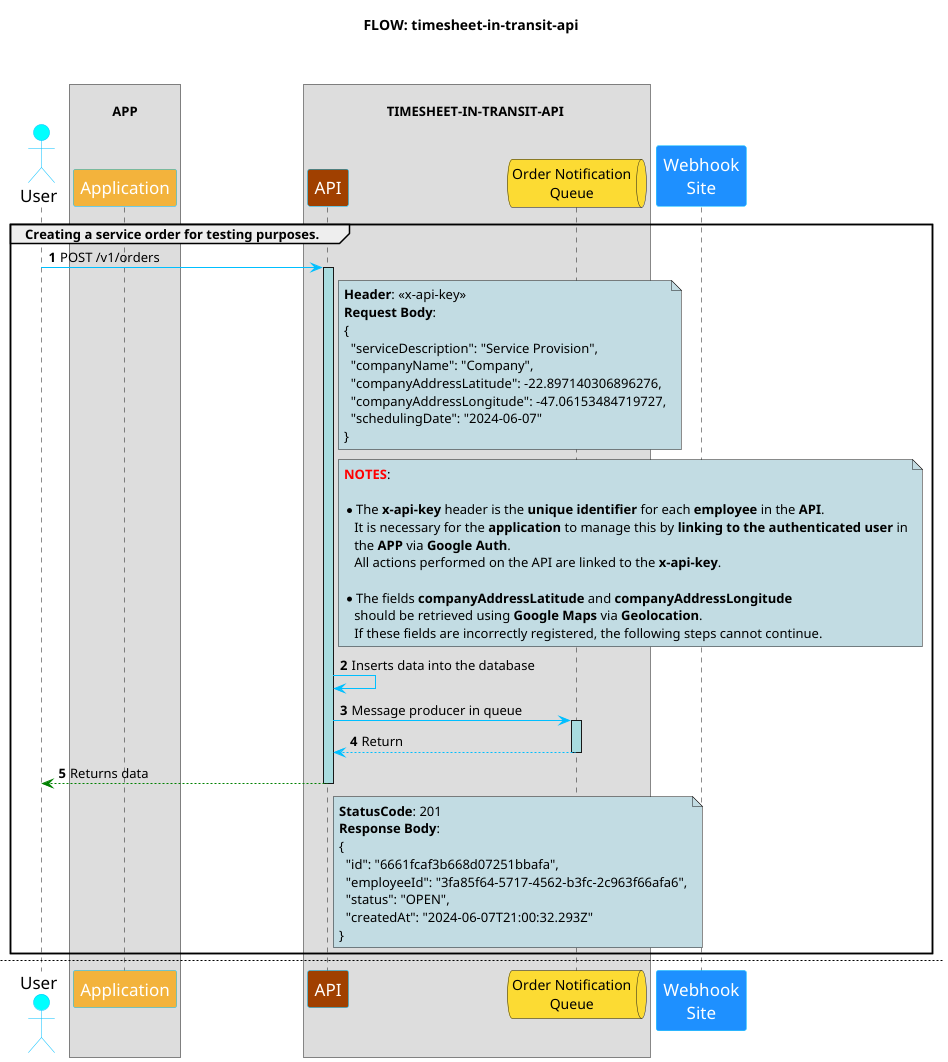 FLOW: timesheet-in-transit-api
APP
TIMESHEET-IN-TRANSIT-API
User
Application
API
Order Notification
Queue
Webhook
Site
Creating a service order for testing purposes.
1 POST /v1/orders
Header: «x-api-key»
Request Body:
{
"serviceDescription": "Service Provision",
"companyName": "Company",
"companyAddressLatitude": -22.897140306896276,
"companyAddressLongitude": -47.06153484719727,
"schedulingDate": "2024-06-07"
}
NOTES:
• The x-api-key header is the unique identifier for each employee in the API.
It is necessary for the application to manage this by linking to the authenticated user in
the APP via Google Auth.
All actions performed on the API are linked to the x-api-key.
• The fields companyAddressLatitude and companyAddressLongitude
should be retrieved using Google Maps via Geolocation.
If these fields are incorrectly registered, the following steps cannot continue.
2 Inserts data into the database
3 Message producer in queue
4 Return
5 Returns data
StatusCode: 201
Response Body:
{
"id": "6661fcaf3b668d07251bbafa",
"employeeId": "3fa85f64-5717-4562-b3fc-2c963f66afa6",
"status": "OPEN",
"createdAt": "2024-06-07T21:00:32.293Z"
}
User
Application
API
Order Notification
Queue
Webhook
Site